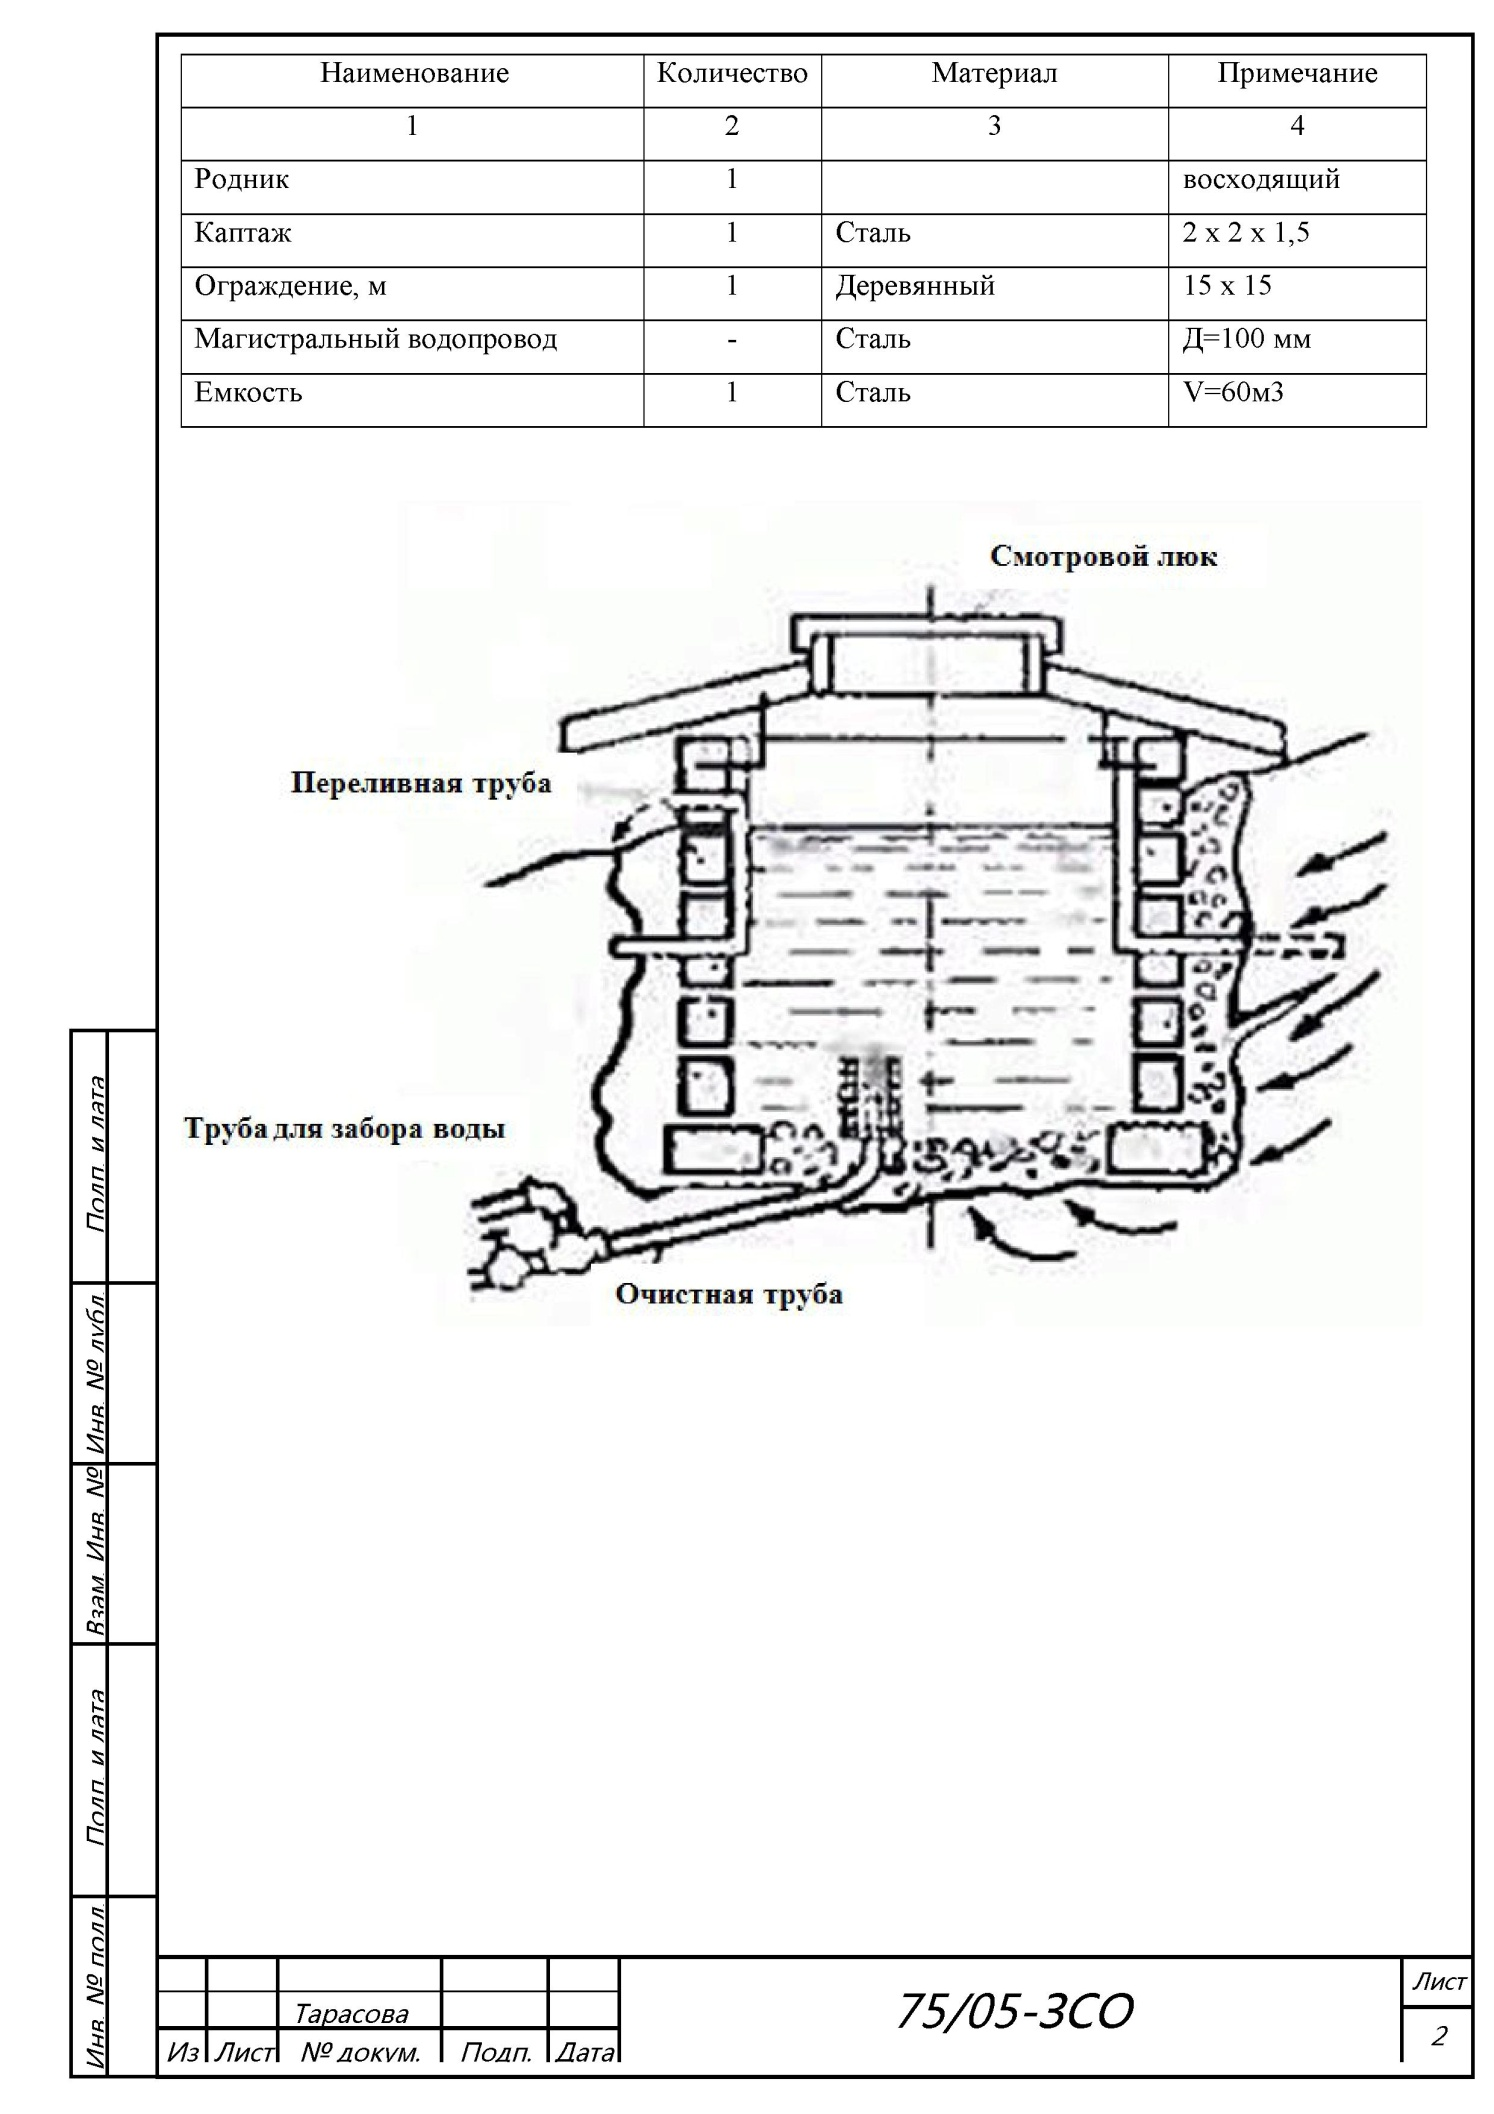 Наименование Количество Материал Примечание
1 2 3 4
Родник 1 восходящий
Каптаж 1 Сталь 2 х 2 х 1,5
Ограждение, м 1 Деревянный 15 х 15
Магистральный водопровод - Сталь Д=100 мм
Емкость 1 Сталь V=60м3
Смотровой люк
Переливная труба
Труба для забора воды
Очистная труба
Полп. и лата
Инв. № лубл.
Взам. Инв. №
Полп. и лата
Инв. № полл.
Тарасова
Из Лист № докум. Подп. Дата
75/05-ЗСО
Лист
2